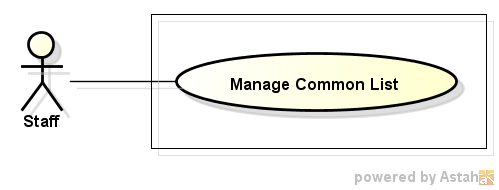 Manage Common List
Staff
powered by Astah